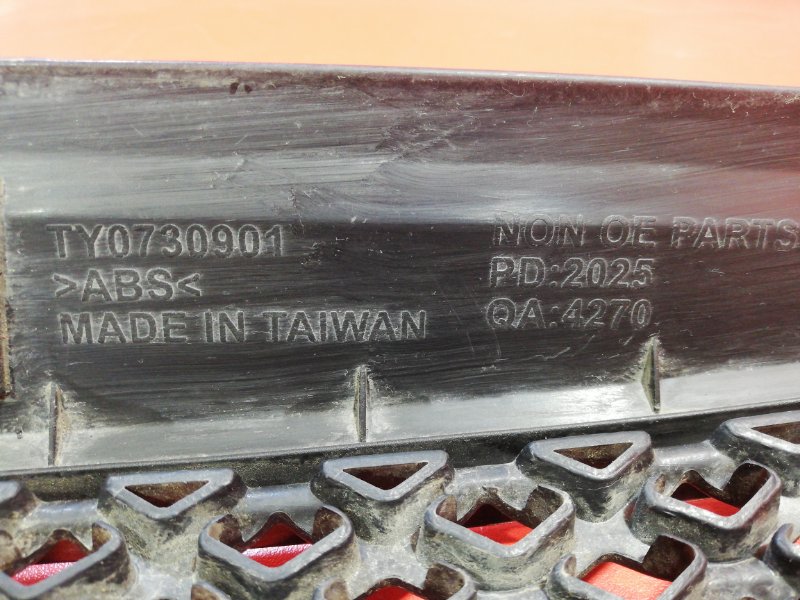 TY0730901
>ABS<
MADE IN TAIWAN
NON OE PARTS
PD:2025
QA:4270